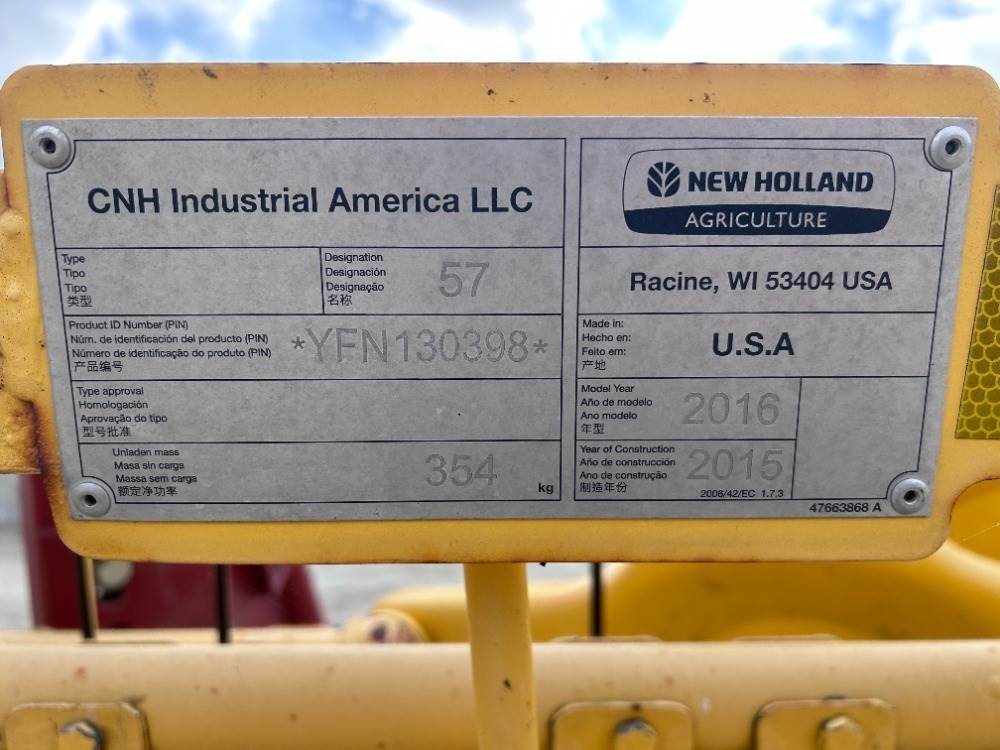 CNH Industrial America LLC
NEW HOLLAND
AGRICULTURE
Type
Tipo
Tipo
类型
Designation
Designación
Designação
名称
57
Racine, WI 53404 USA
Product ID Number (PIN)
Núm. de identificación del producto (PIN)
Número de identificação do produto (PIN)
产品编号
*YFN130398*
Made in:
Hecho en:
Feito em:
产地
U.S.A
Type approval
Homologación
Aprovação do tipo
型号批准
Model Year
Año de modelo
Ano modelo
年型
2016
Unladen mass
Masa sin carga
Massa sem carga
额定净功率
354
kg
Year of Construction
Año de construcción
Ano de construção
制造年份
2015
2006/42/EC 1.7.3
47663868 A